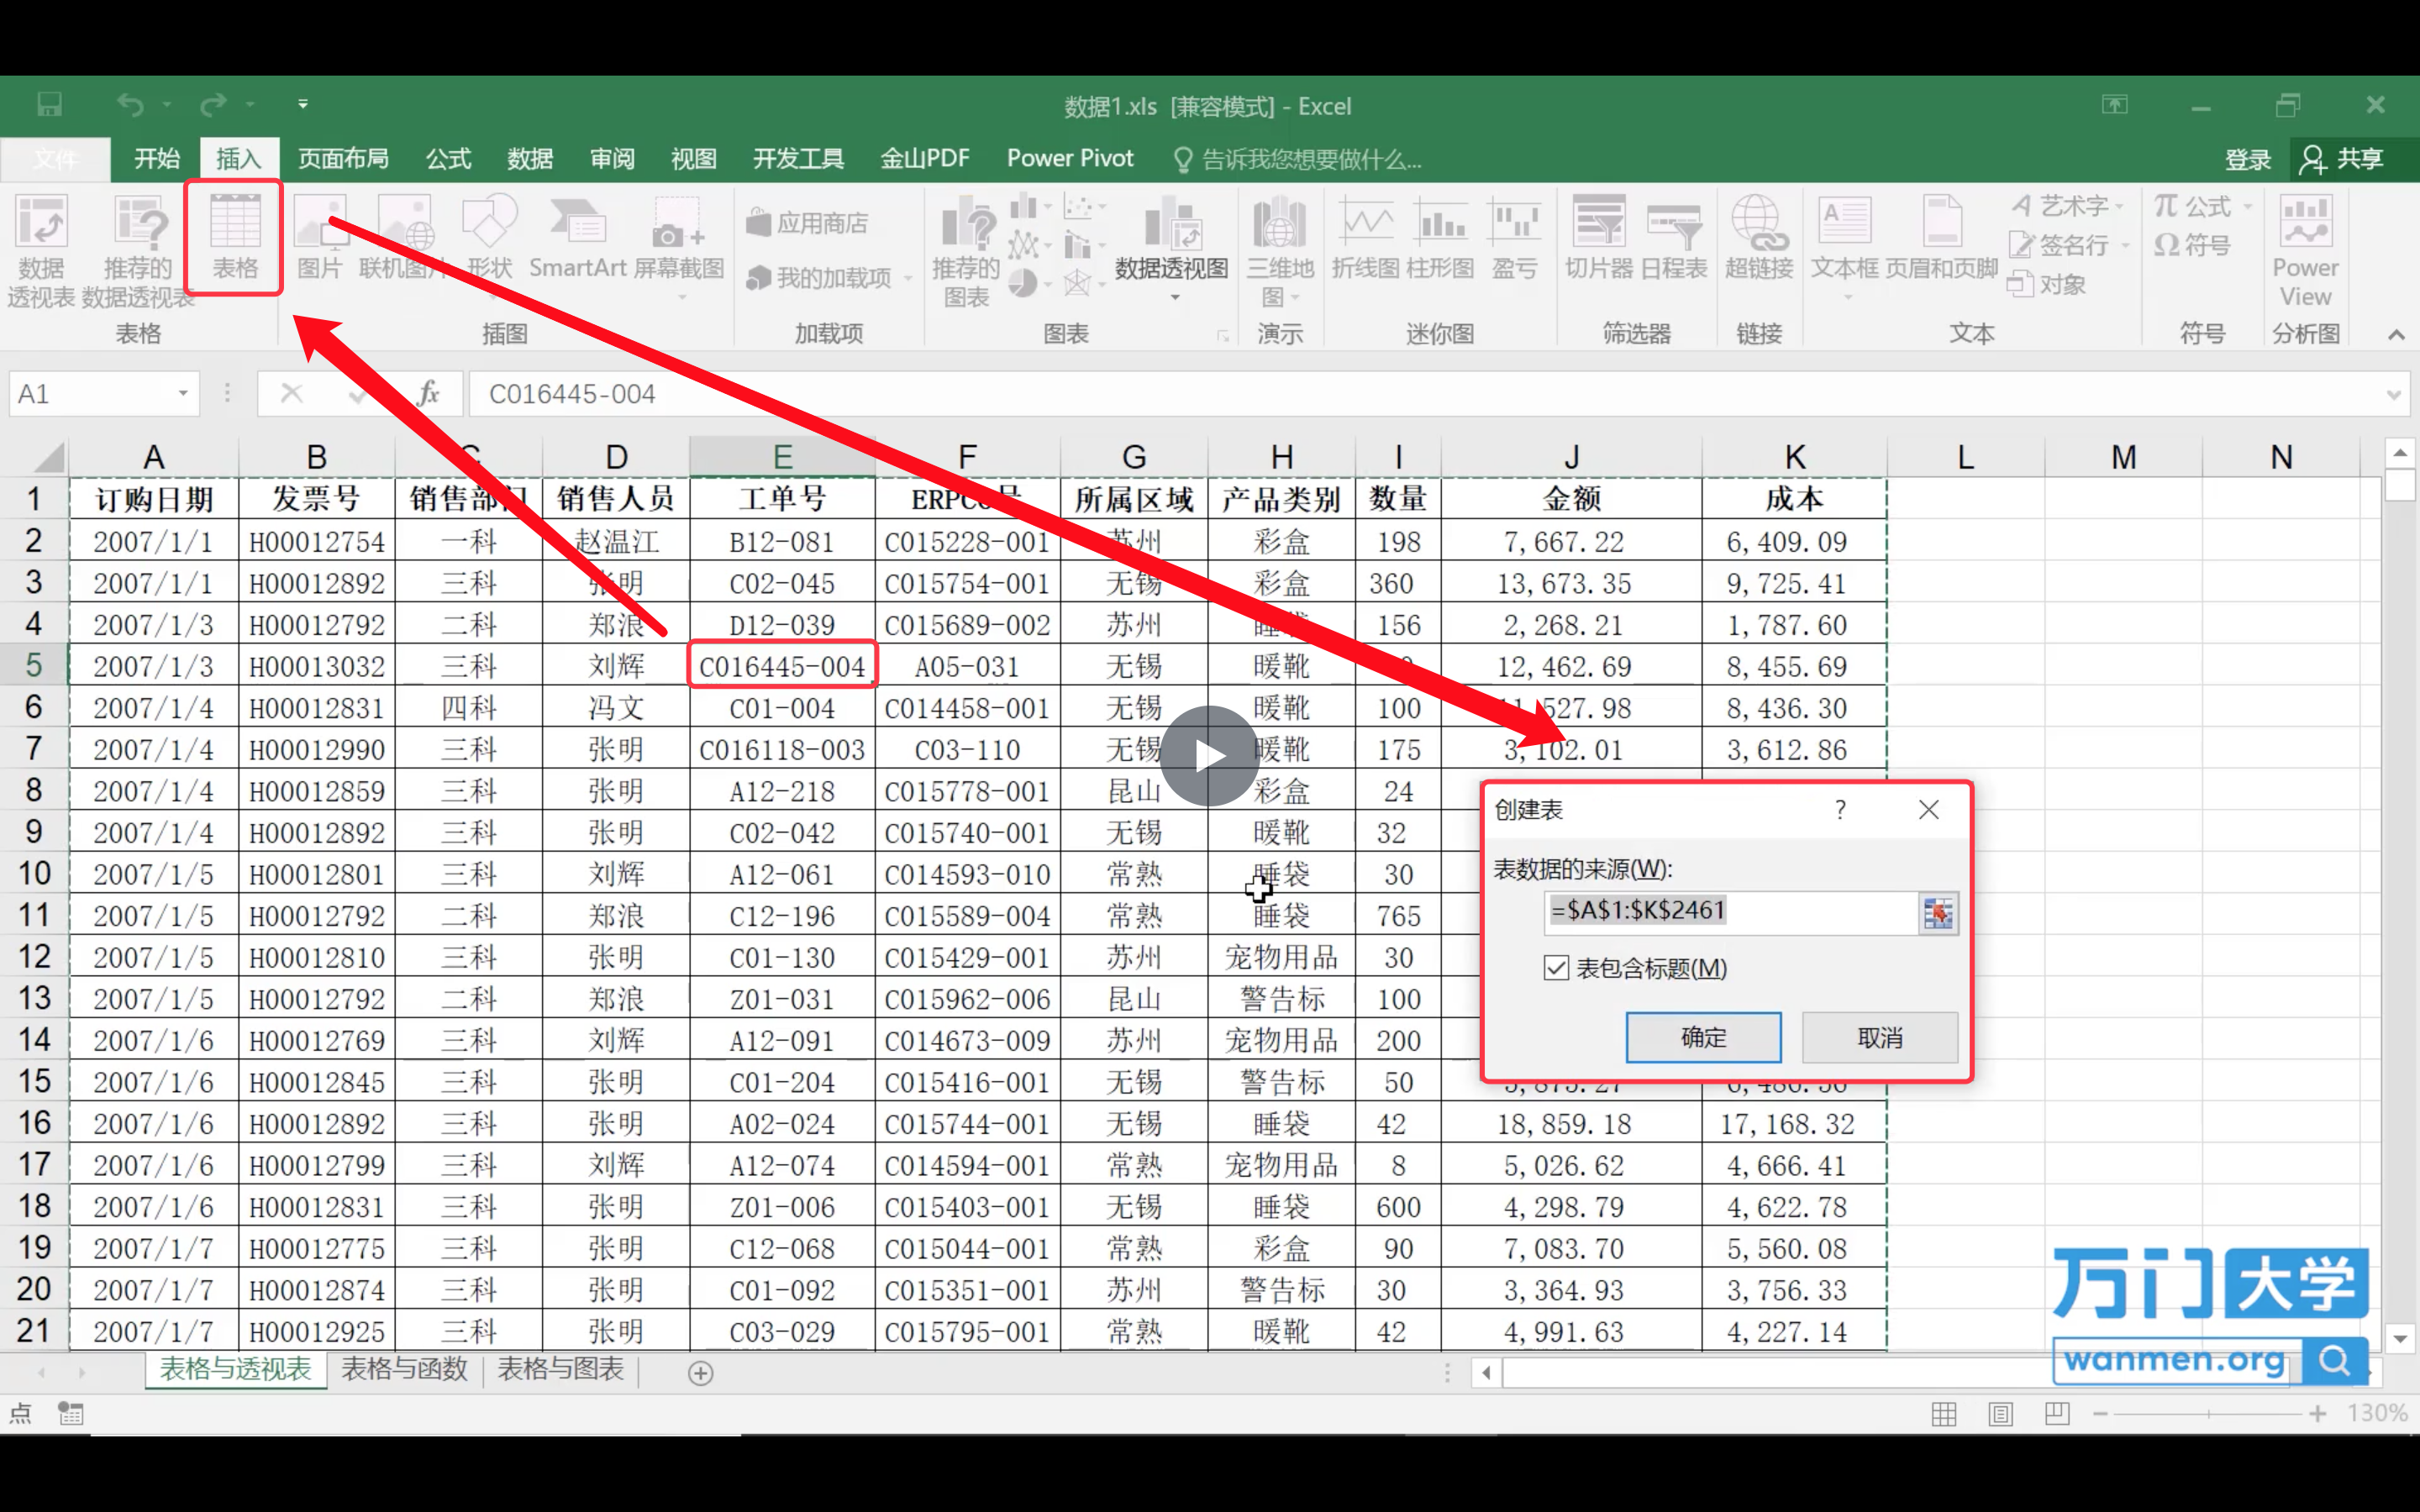 数据1.xls [兼容模式] - Excel
文件 开始 插入 页面布局 公式 数据 审阅 视图 开发工具 金山PDF Power Pivot 告诉我您想要做什么... 登录 共享
数据透视表 推荐的数据透视表 表格 图片 联机图片 形状 SmartArt 屏幕截图 应用商店 我的加载项 推荐的图表 数据透视图 三维地图 折线图 柱形图 盈亏 切片器 日程表 超链接 文本框 页眉和页脚 艺术字 签名行 对象 公式 符号 Power View
表格 插图 加载项 图表 演示 迷你图 筛选器 链接 文本 符号 分析图
A1 fx C016445-004
A B C D E F G H I J K L M N
1 订购日期 发票号 销售部门 销售人员 工单号 所属区域 产品类别 数量 金额 成本
2 2007/1/1 H00012754 一科 赵温江 B12-081 C015228-001 苏州 彩盒 198 7,667.22 6,409.09
3 2007/1/1 H00012892 三科 张明 C02-045 C015754-001 无锡 彩盒 360 13,673.35 9,725.41
4 2007/1/3 H00012792 二科 郑浪 D12-039 C015689-002 苏州 睡袋 156 2,268.21 1,787.60
5 2007/1/3 H00013032 三科 刘辉 C016445-004 A05-031 无锡 暖靴 12,462.69 8,455.69
6 2007/1/4 H00012831 四科 冯文 C01-004 C014458-001 无锡 暖靴 100 8,436.30
7 2007/1/4 H00012990 三科 张明 C016118-003 C03-110 无锡 暖靴 175 3,102.01 3,612.86
8 2007/1/4 H00012859 三科 张明 A12-218 C015778-001 昆山 彩盒 24
9 2007/1/4 H00012892 三科 张明 C02-042 C015740-001 无锡 暖靴 32
10 2007/1/5 H00012801 三科 刘辉 A12-061 C014593-010 常熟 睡袋 30
11 2007/1/5 H00012792 二科 郑浪 C12-196 C015589-004 常熟 睡袋 765
12 2007/1/5 H00012810 三科 张明 C01-130 C015429-001 苏州 宠物用品 30
13 2007/1/5 H00012792 二科 郑浪 Z01-031 C015962-006 昆山 警告标 100
14 2007/1/6 H00012769 三科 刘辉 A12-091 C014673-009 苏州 宠物用品 200
15 2007/1/6 H00012845 三科 张明 C01-204 C015416-001 无锡 警告标 50
16 2007/1/6 H00012892 三科 张明 A02-024 C015744-001 无锡 睡袋 42 18,859.18 17,168.32
17 2007/1/6 H00012799 三科 刘辉 A12-074 C014594-001 常熟 宠物用品 8 5,026.62 4,666.41
18 2007/1/6 H00012831 三科 张明 Z01-006 C015403-001 无锡 睡袋 600 4,298.79 4,622.78
19 2007/1/7 H00012775 三科 张明 C12-068 C015044-001 常熟 彩盒 90 7,083.70 5,560.08
20 2007/1/7 H00012874 三科 张明 C01-092 C015351-001 苏州 警告标 30 3,364.93 3,756.33
21 2007/1/7 H00012925 三科 张明 C03-029 C015795-001 常熟 暖靴 42 4,991.63 4,227.14
创建表 ?
表数据的来源(W):
=$A$1:$K$2461
表包含标题(M)
确定 取消
万门大学
wanmen.org
表格与透视表 表格与函数 表格与图表
点 130%